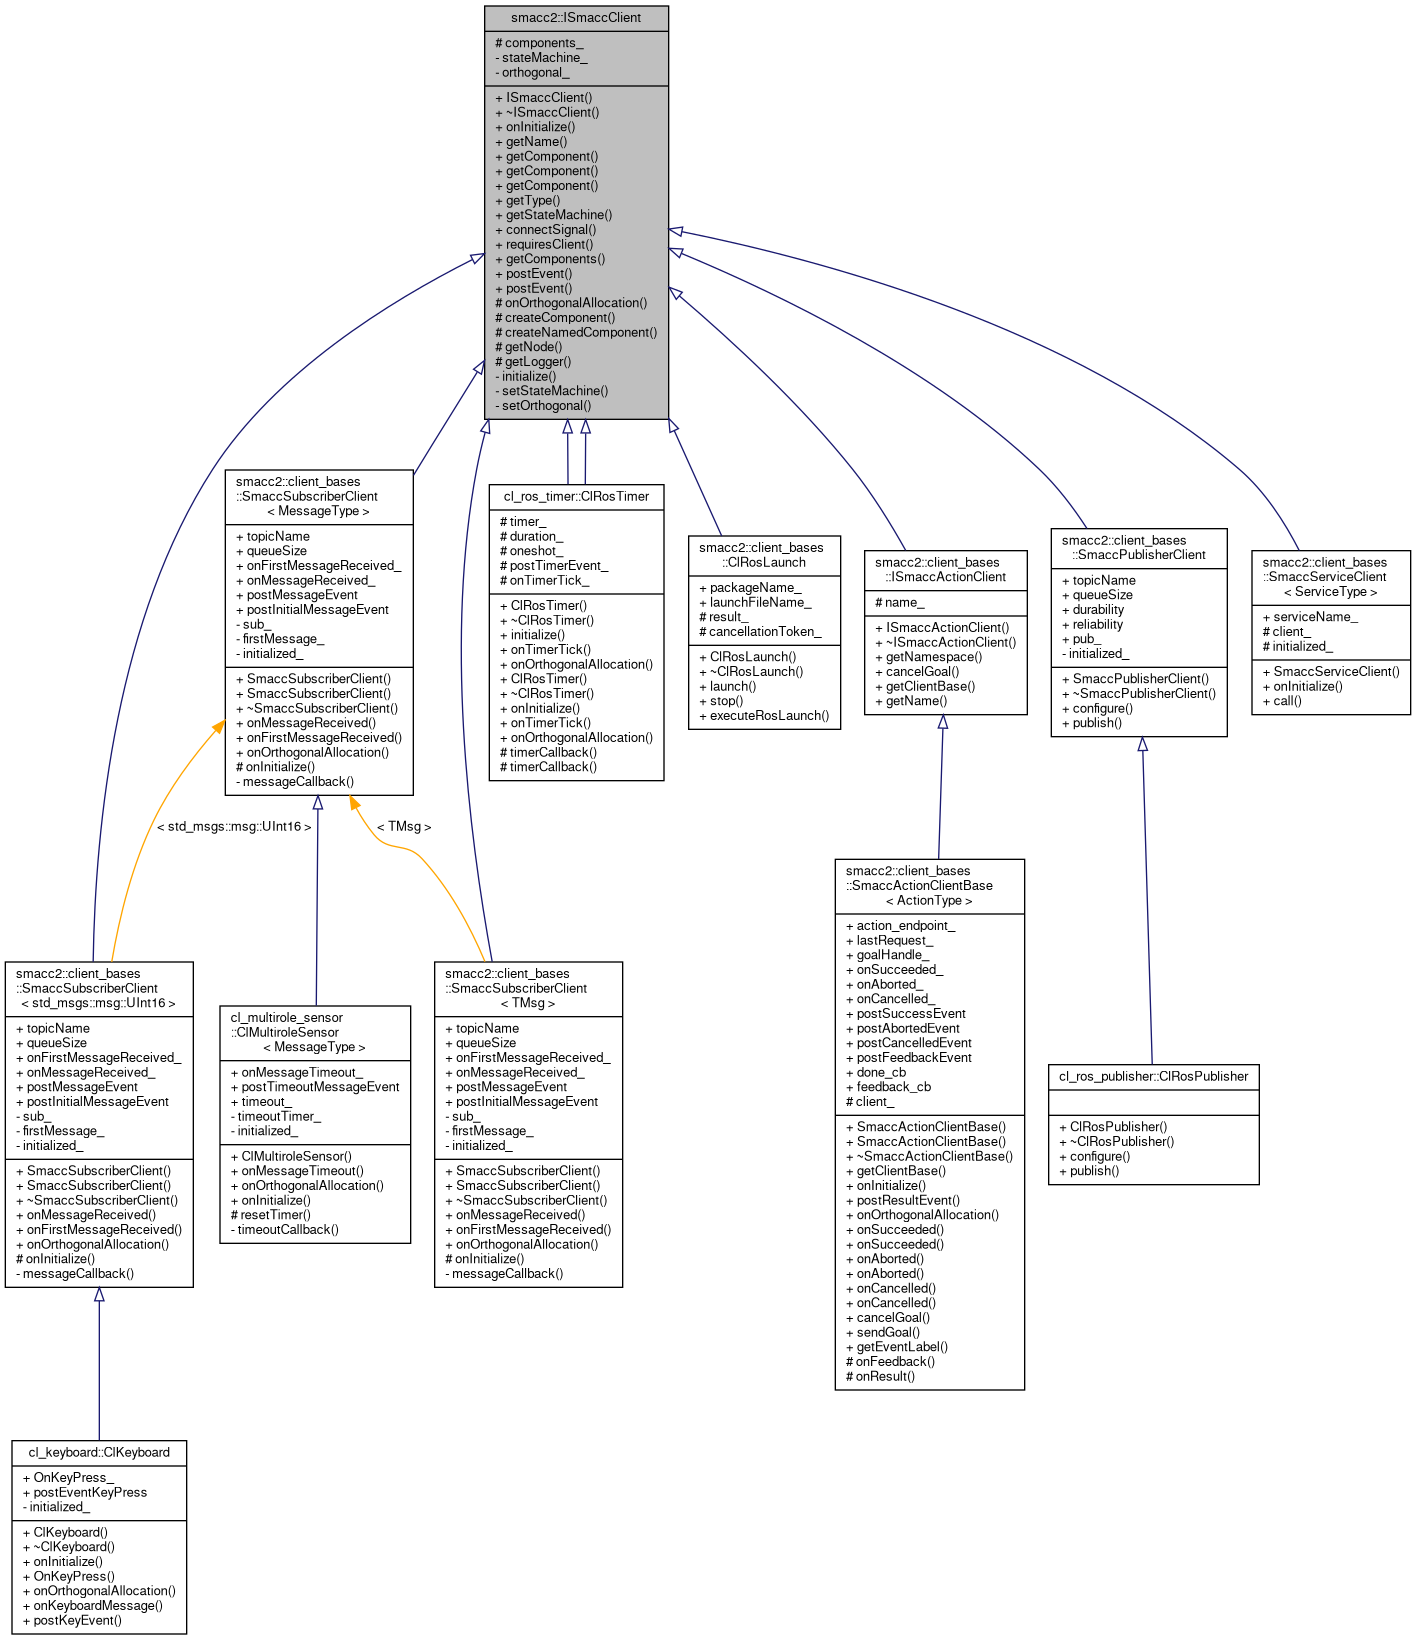 smacc2::ISmaccClient
# components_
- stateMachine_
- orthogonal_
+ ISmaccClient()
+ ~ISmaccClient()
+ onInitialize()
+ getName()
+ getComponent()
+ getComponent()
+ getComponent()
+ getType()
+ getStateMachine()
+ connectSignal()
+ requiresClient()
+ getComponents()
+ postEvent()
+ postEvent()
# onOrthogonalAllocation()
# createComponent()
# createNamedComponent()
# getNode()
# getLogger()
- initialize()
- setStateMachine()
- setOrthogonal()
smacc2::client_bases
::SmaccSubscriberClient
< MessageType >
+ topicName
+ queueSize
+ onFirstMessageReceived_
+ onMessageReceived_
+ postMessageEvent
+ postInitialMessageEvent
- sub_
- firstMessage_
- initialized_
+ SmaccSubscriberClient()
+ SmaccSubscriberClient()
+ ~SmaccSubscriberClient()
+ onMessageReceived()
+ onFirstMessageReceived()
+ onOrthogonalAllocation()
# onInitialize()
- messageCallback()
cl_ros_timer::ClRosTimer
# timer_
# duration_
# oneshot_
# postTimerEvent_
# onTimerTick_
+ ClRosTimer()
+ ~ClRosTimer()
+ initialize()
+ onTimerTick()
+ onOrthogonalAllocation()
+ ClRosTimer()
+ ~ClRosTimer()
+ onInitialize()
+ onTimerTick()
+ onOrthogonalAllocation()
# timerCallback()
# timerCallback()
smacc2::client_bases
::ClRosLaunch
+ packageName_
+ launchFileName_
# result_
# cancellationToken_
+ ClRosLaunch()
+ ~ClRosLaunch()
+ launch()
+ stop()
+ executeRosLaunch()
smacc2::client_bases
::ISmaccActionClient
# name_
+ ISmaccActionClient()
+ ~ISmaccActionClient()
+ getNamespace()
+ cancelGoal()
+ getClientBase()
+ getName()
smacc2::client_bases
::SmaccPublisherClient
+ topicName
+ queueSize
+ durability
+ reliability
+ pub_
- initialized_
+ SmaccPublisherClient()
+ ~SmaccPublisherClient()
+ configure()
+ publish()
smacc2::client_bases
::SmaccServiceClient
< ServiceType >
+ serviceName_
# client_
# initialized_
+ SmaccServiceClient()
+ onInitialize()
+ call()
< std_msgs::msg::UInt16 >
< TMsg >
smacc2::client_bases
::SmaccSubscriberClient
< std_msgs::msg::UInt16 >
+ topicName
+ queueSize
+ onFirstMessageReceived_
+ onMessageReceived_
+ postMessageEvent
+ postInitialMessageEvent
- sub_
- firstMessage_
- initialized_
+ SmaccSubscriberClient()
+ SmaccSubscriberClient()
+ ~SmaccSubscriberClient()
+ onMessageReceived()
+ onFirstMessageReceived()
+ onOrthogonalAllocation()
# onInitialize()
- messageCallback()
cl_multirole_sensor
::ClMultiroleSensor
< MessageType >
+ onMessageTimeout_
+ postTimeoutMessageEvent
+ timeout_
- timeoutTimer_
- initialized_
+ ClMultiroleSensor()
+ onMessageTimeout()
+ onOrthogonalAllocation()
+ onInitialize()
# resetTimer()
- timeoutCallback()
smacc2::client_bases
::SmaccSubscriberClient
< TMsg >
+ topicName
+ queueSize
+ onFirstMessageReceived_
+ onMessageReceived_
+ postMessageEvent
+ postInitialMessageEvent
- sub_
- firstMessage_
- initialized_
+ SmaccSubscriberClient()
+ SmaccSubscriberClient()
+ ~SmaccSubscriberClient()
+ onMessageReceived()
+ onFirstMessageReceived()
+ onOrthogonalAllocation()
# onInitialize()
- messageCallback()
smacc2::client_bases
::SmaccActionClientBase
< ActionType >
+ action_endpoint_
+ lastRequest_
+ goalHandle_
+ onSucceeded_
+ onAborted_
+ onCancelled_
+ postSuccessEvent
+ postAbortedEvent
+ postCancelledEvent
+ postFeedbackEvent
+ done_cb
+ feedback_cb
# client_
+ SmaccActionClientBase()
+ SmaccActionClientBase()
+ ~SmaccActionClientBase()
+ getClientBase()
+ onInitialize()
+ postResultEvent()
+ onOrthogonalAllocation()
+ onSucceeded()
+ onSucceeded()
+ onAborted()
+ onAborted()
+ onCancelled()
+ onCancelled()
+ cancelGoal()
+ sendGoal()
+ getEventLabel()
# onFeedback()
# onResult()
cl_ros_publisher::ClRosPublisher
+ ClRosPublisher()
+ ~ClRosPublisher()
+ configure()
+ publish()
cl_keyboard::ClKeyboard
+ OnKeyPress_
+ postEventKeyPress
- initialized_
+ ClKeyboard()
+ ~ClKeyboard()
+ onInitialize()
+ OnKeyPress()
+ onOrthogonalAllocation()
+ onKeyboardMessage()
+ postKeyEvent()